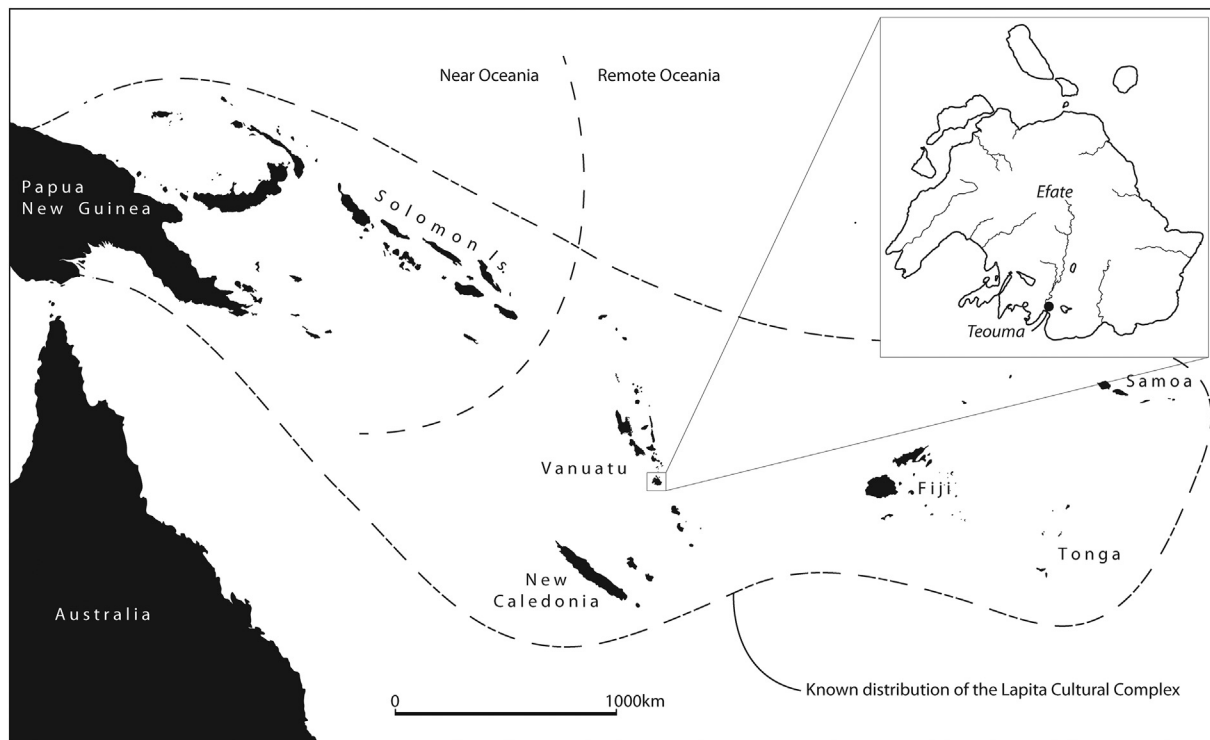 Near Oceania
Remote Oceania
Papua
New Guinea
Solomon Is.
Efate
Teouma
Samoa
Vanuatu
Fiji
Tonga
New
Caledonia
Australia
0
1000km
Known distribution of the Lapita Cultural Complex